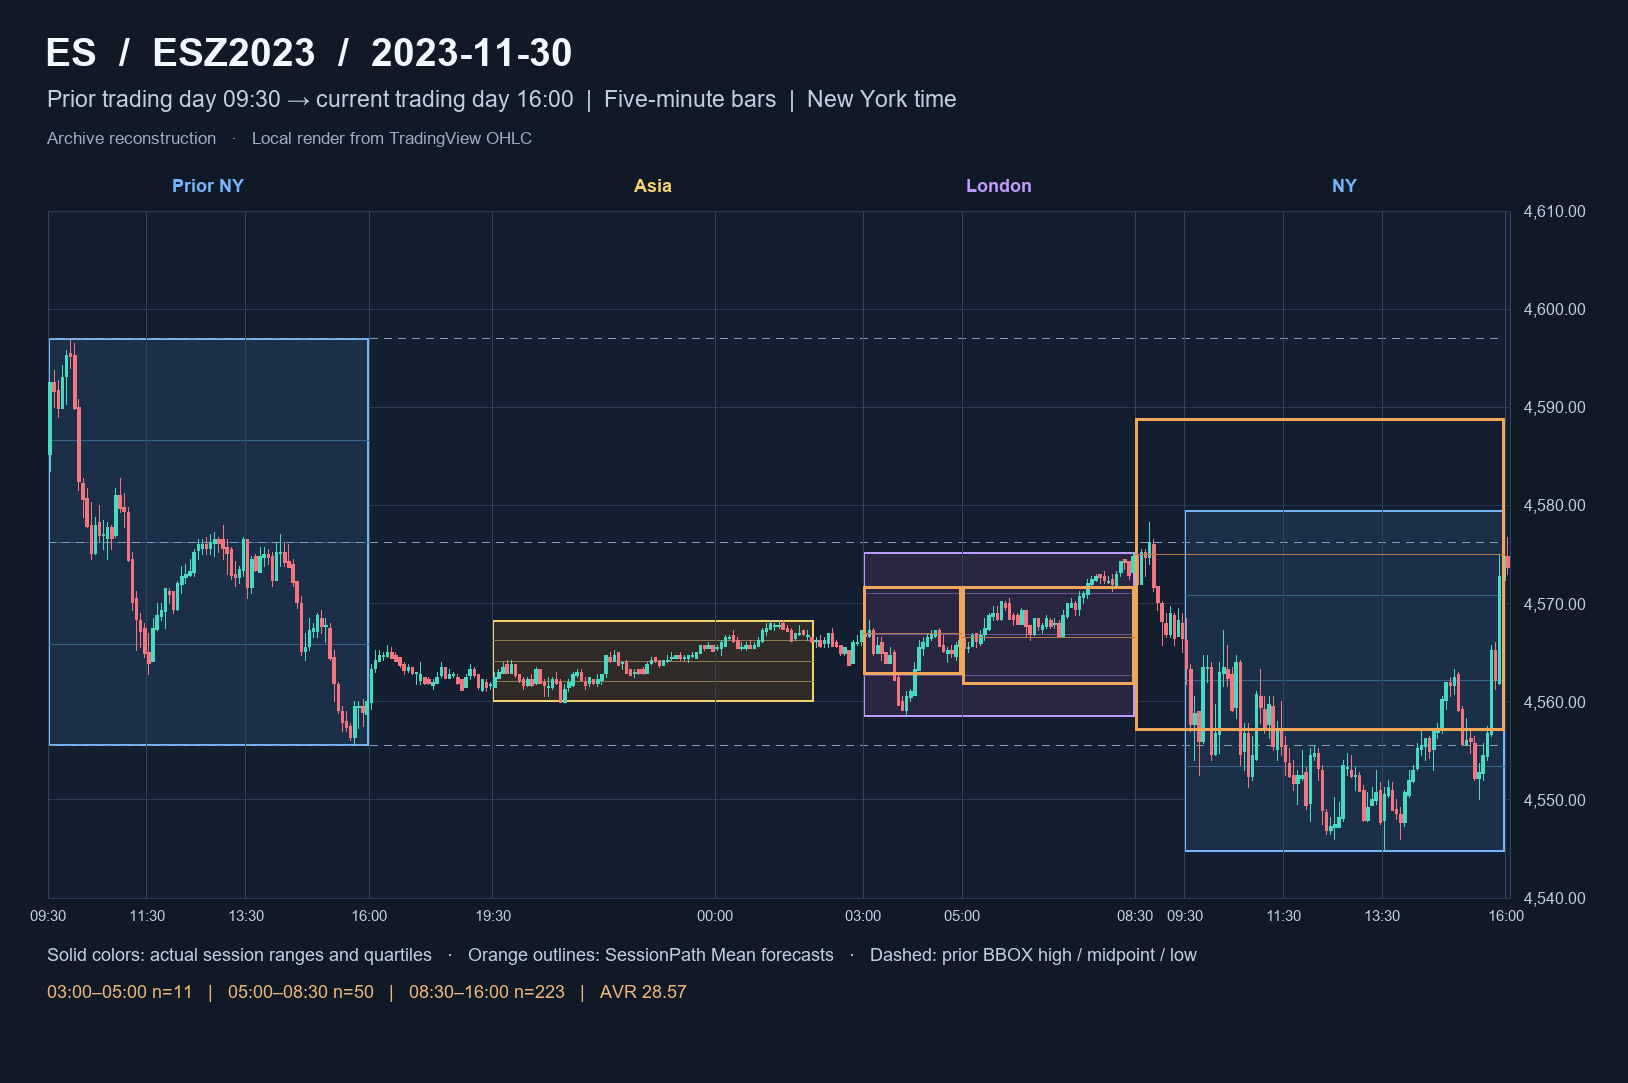 ES / ESZ2023 / 2023-11-30
Prior trading day 09:30 → current trading day 16:00 | Five-minute bars | New York time
Archive reconstruction · Local render from TradingView OHLC
Prior NY Asia London NY
4,610.00
4,600.00
4,590.00
4,580.00
4,570.00
4,560.00
4,550.00
4,540.00
09:30 11:30 13:30 16:00 19:30 00:00 03:00 05:00 08:30 09:30 11:30 13:30 16:00
Solid colors: actual session ranges and quartiles · Orange outlines: SessionPath Mean forecasts · Dashed: prior BBOX high / midpoint / low
03:00–05:00 n=11 | 05:00–08:30 n=50 | 08:30–16:00 n=223 | AVR 28.57